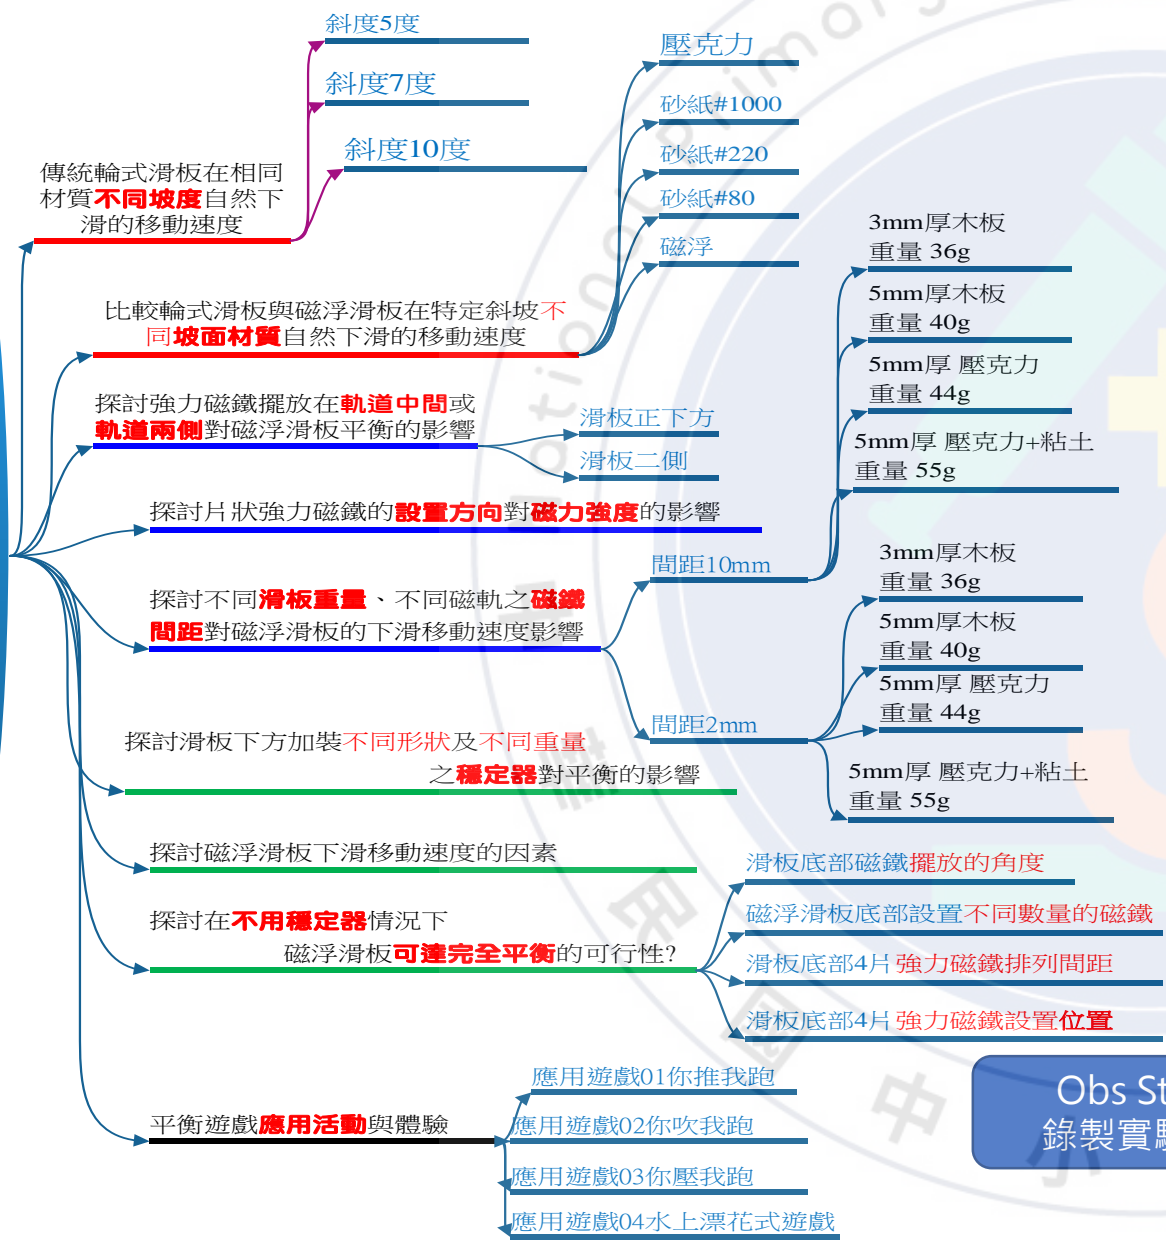 斜度5度
斜度7度
斜度10度
傳統輪式滑板在相同
材質不同坡度自然下
滑的移動速度
壓克力
砂紙#1000
砂紙#220
砂紙#80
磁浮
比較輪式滑板與磁浮滑板在特定斜坡不
同坡面材質自然下滑的移動速度
探討強力磁鐵擺放在軌道中間或
軌道兩側對磁浮滑板平衡的影響
滑板正下方
滑板二側
探討片狀強力磁鐵的設置方向對磁力強度的影響
探討不同滑板重量、不同磁軌之磁鐵
間距對磁浮滑板的下滑移動速度影響
間距10mm
3mm厚木板
重量 36g
5mm厚木板
重量 40g
5mm厚 壓克力
重量 44g
5mm厚 壓克力+粘土
重量 55g
間距2mm
3mm厚木板
重量 36g
5mm厚木板
重量 40g
5mm厚 壓克力
重量 44g
5mm厚 壓克力+粘土
重量 55g
探討滑板下方加裝不同形狀及不同重量
之穩定器對平衡的影響
探討磁浮滑板下滑移動速度的因素
探討在不用穩定器情況下
磁浮滑板可達完全平衡的可行性?
滑板底部磁鐵擺放的角度
磁浮滑板底部設置不同數量的磁鐵
滑板底部4片強力磁鐵排列間距
滑板底部4片強力磁鐵設置位置
平衡遊戲應用活動與體驗
應用遊戲01你推我跑
應用遊戲02你吹我跑
應用遊戲03你壓我跑
應用遊戲04水上漂花式遊戲
Obs St
錄製實